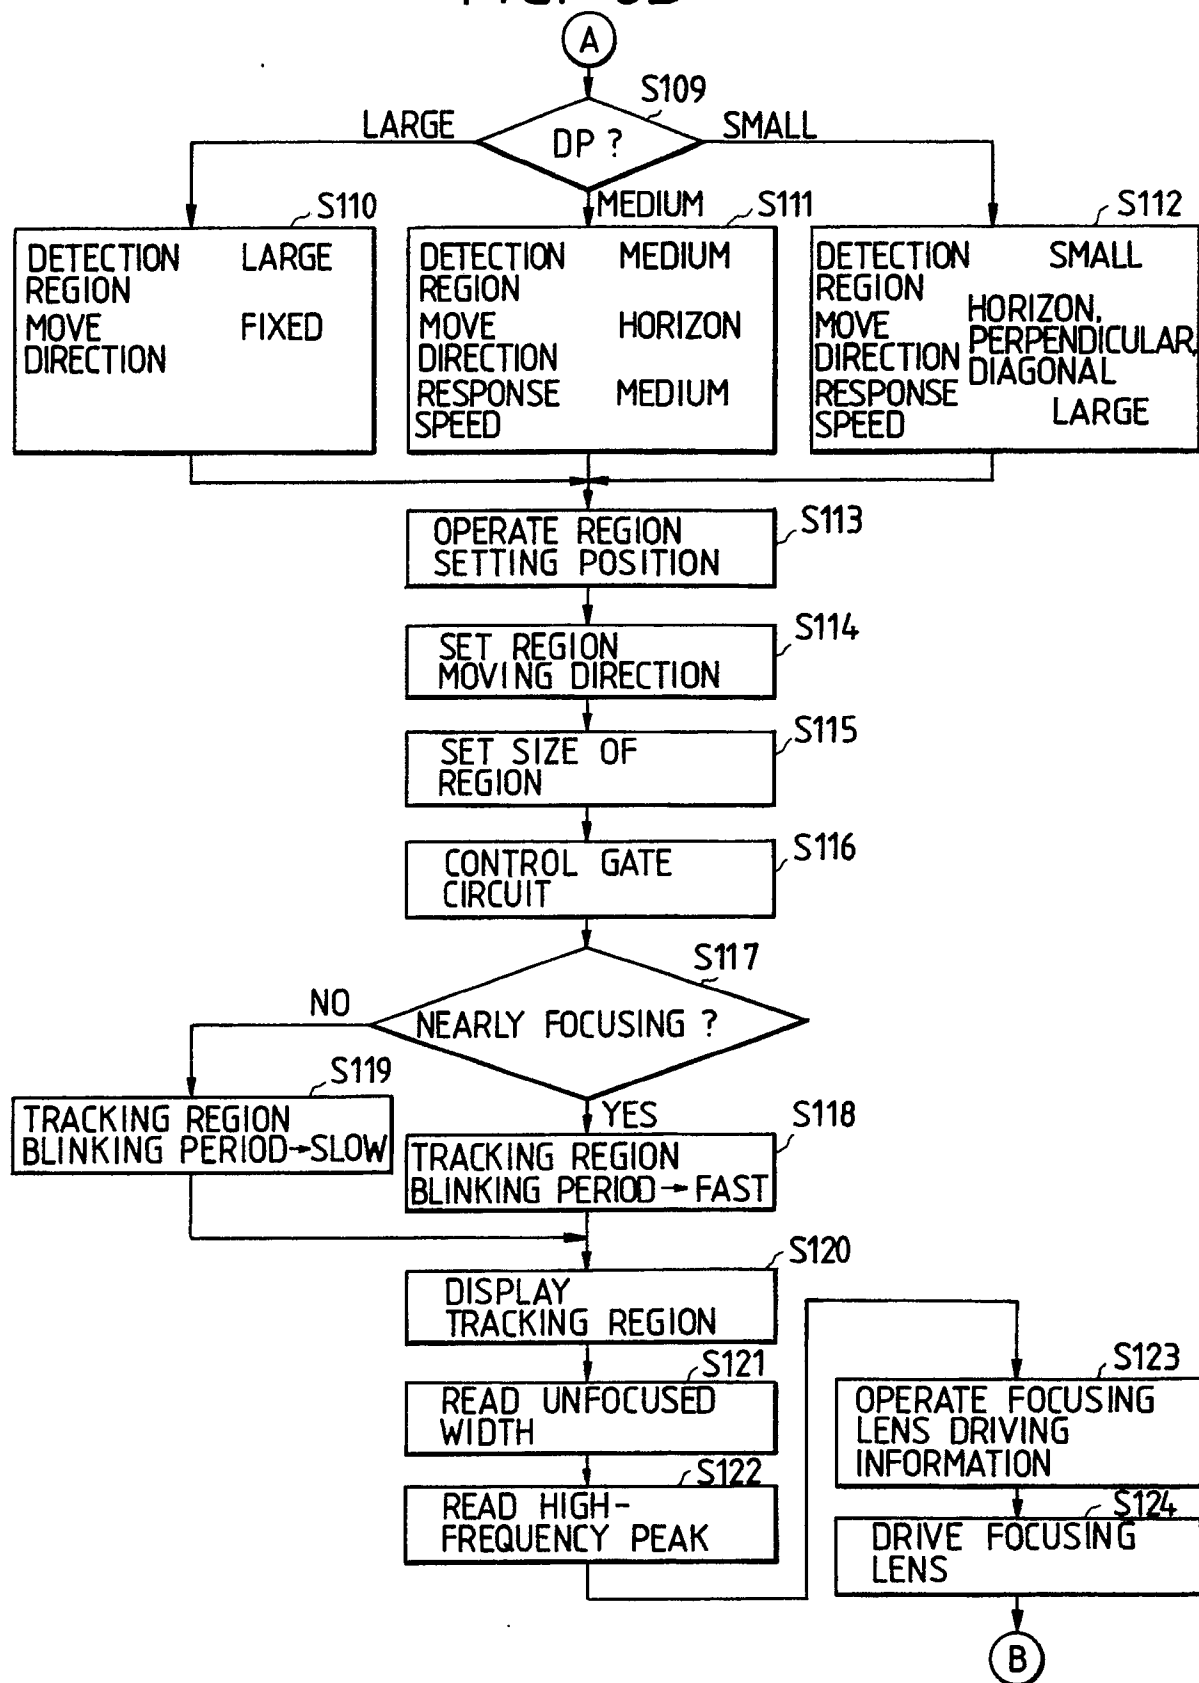 A
S109
LARGE
DP ?
SMALL
MEDIUM
S110
DETECTION LARGE
REGION
MOVE FIXED
DIRECTION
S111
DETECTION MEDIUM
REGION
MOVE HORIZON
DIRECTION
RESPONSE MEDIUM
SPEED
S112
DETECTION SMALL
REGION
HORIZON,
MOVE PERPENDICULAR,
DIRECTION DIAGONAL
RESPONSE LARGE
SPEED
S113
OPERATE REGION
SETTING POSITION
S114
SET REGION
MOVING DIRECTION
S115
SET SIZE OF
REGION
S116
CONTROL GATE
CIRCUIT
S117
NO
NEARLY FOCUSING ?
YES
S119
TRACKING REGION
BLINKING PERIOD→SLOW
S118
TRACKING REGION
BLINKING PERIOD→FAST
S120
DISPLAY
TRACKING REGION
S121
READ UNFOCUSED
WIDTH
S122
READ HIGH-
FREQUENCY PEAK
S123
OPERATE FOCUSING
LENS DRIVING
INFORMATION
S124
DRIVE FOCUSING
LENS
B